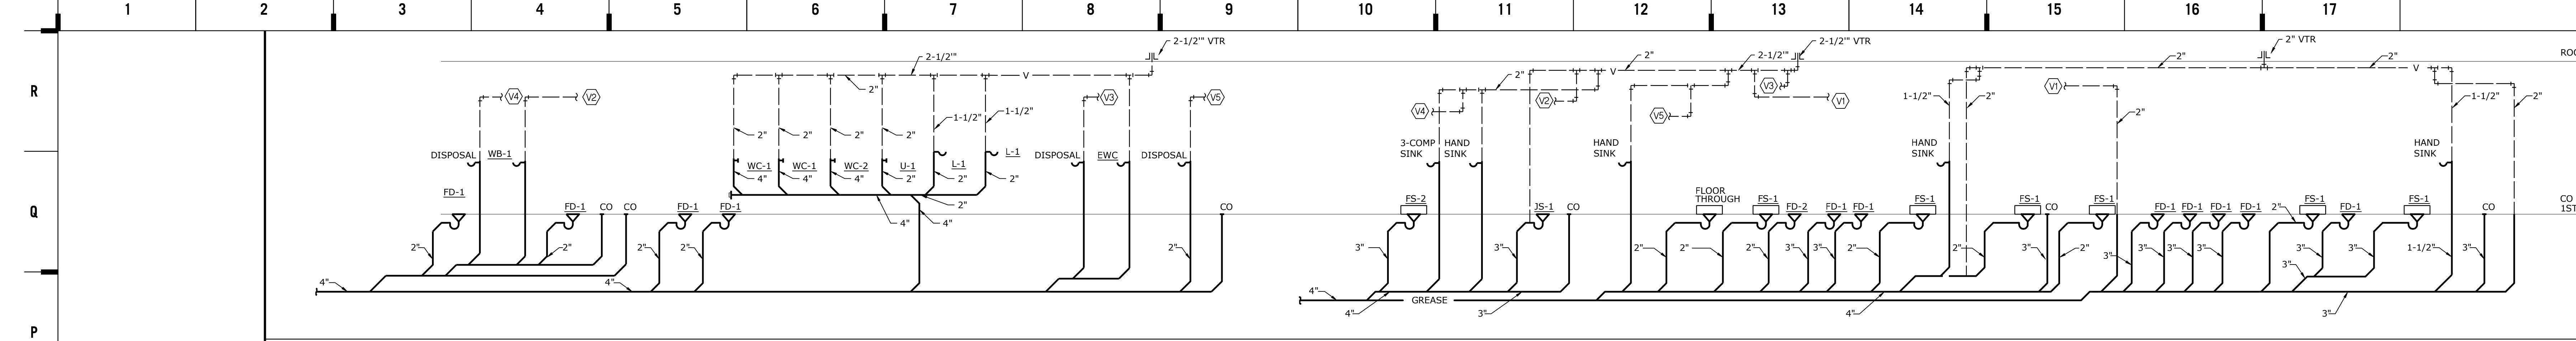 1 2 3 4 5 6 7 8 9 10 11 12 13 14 15 16 17
2-1/2'" VTR
2-1/2'" VTR
2" VTR
2-1/2'"
2"
2-1/2'"
2"
2"
ROO
V
V
V
R
2"
2"
V4
V2
V3
V5
V4
V2
V3
V1
V5
V1
1-1/2"
2"
1-1/2"
2"
1-1/2"
1-1/2"
2"
2"
2"
2"
2"
2"
DISPOSAL
WB-1
WC-1
WC-1
WC-2
U-1
L-1
L-1
DISPOSAL
EWC
DISPOSAL
3-COMP
SINK
HAND
SINK
HAND
SINK
HAND
SINK
HAND
SINK
4"
4"
4"
2"
2"
2"
FD-1
2"
Q
FD-1
CO
CO
FD-1
FD-1
4"
4"
CO
FS-2
JS-1
CO
FLOOR
THROUGH
FS-1
FD-2
FD-1
FD-1
FS-1
FS-1
CO
FS-1
FD-1
FD-1
FD-1
2"
FS-1
FD-1
FS-1
CO
CO
1ST
2"
2"
2"
2"
2"
3"
3"
2"
2"
2"
3"
3"
2"
2"
3"
2"
3"
3"
3"
3"
3"
3"
3"
1-1/2"
3"
4"
4"
4"
GREASE
4"
3"
4"
3"
P